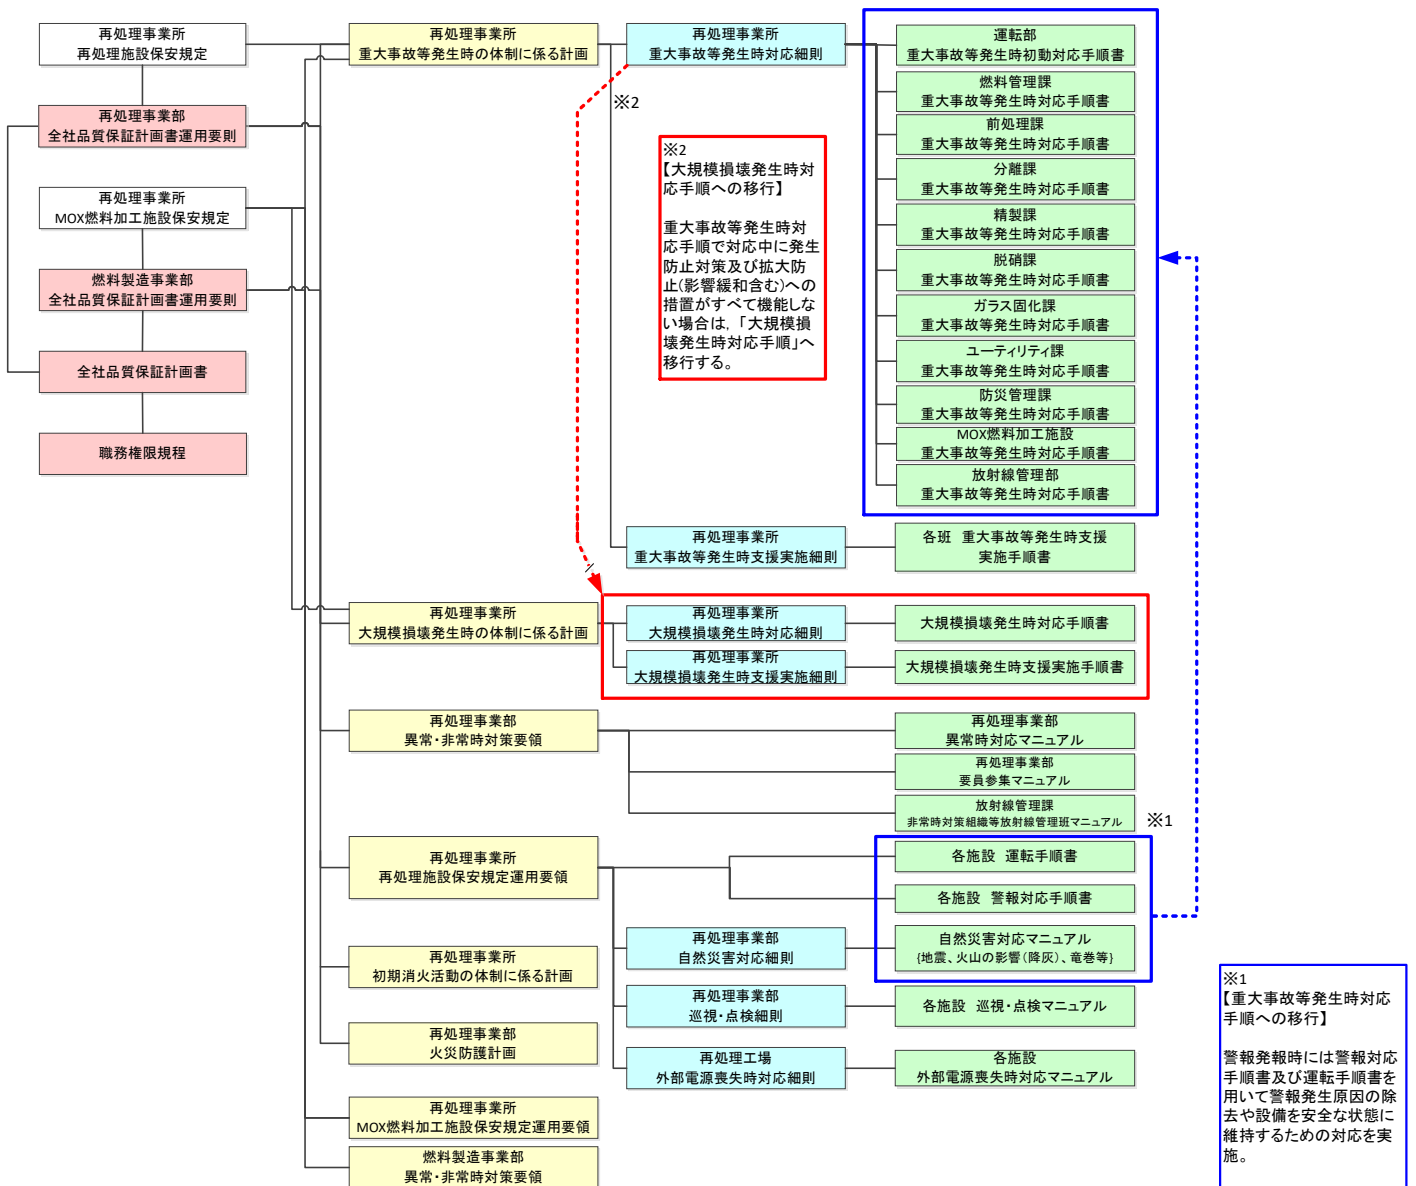 再処理事業所
再処理施設保安規定
再処理事業部
全社品質保証計画書運用要則
再処理事業所
MOX燃料加工施設保安規定
燃料製造事業部
全社品質保証計画書運用要則
全社品質保証計画書
職務権限規程
再処理事業所
重大事故等発生時の体制に係る計画
再処理事業所
大規模損壊発生時の体制に係る計画
再処理事業部
異常・非常時対策要領
再処理事業所
再処理施設保安規定運用要領
再処理事業所
初期消火活動の体制に係る計画
再処理事業部
火災防護計画
再処理事業所
MOX燃料加工施設保安規定運用要領
燃料製造事業部
異常・非常時対策要領
再処理事業所
重大事故等発生時対応細則
※2
※2
【大規模損壊発生時対
応手順への移行】
重大事故等発生時対
応手順で対応中に発生
防止対策及び拡大防
止(影響緩和含む)への
措置がすべて機能しな
い場合は，「大規模損
壊発生時対応手順」へ
移行する。
再処理事業所
重大事故等発生時支援実施細則
再処理事業所
大規模損壊発生時対応細則
再処理事業所
大規模損壊発生時支援実施細則
再処理事業部
自然災害対応細則
再処理事業部
巡視・点検細則
再処理工場
外部電源喪失時対応細則
運転部
重大事故等発生時初動対応手順書
燃料管理課
重大事故等発生時対応手順書
前処理課
重大事故等発生時対応手順書
分離課
重大事故等発生時対応手順書
精製課
重大事故等発生時対応手順書
脱硝課
重大事故等発生時対応手順書
ガラス固化課
重大事故等発生時対応手順書
ユーティリティ課
重大事故等発生時対応手順書
防災管理課
重大事故等発生時対応手順書
MOX燃料加工施設
重大事故等発生時対応手順書
放射線管理部
重大事故等発生時対応手順書
各班 重大事故等発生時支援
実施手順書
大規模損壊発生時対応手順書
大規模損壊発生時支援実施手順書
再処理事業部
異常時対応マニュアル
再処理事業部
要員参集マニュアル
放射線管理課
非常時対策組織等放射線管理班マニュアル
※1
各施設 運転手順書
各施設 警報対応手順書
自然災害対応マニュアル
{地震、火山の影響(降灰)、竜巻等}
各施設 巡視・点検マニュアル
各施設
外部電源喪失時対応マニュアル
※1
【重大事故等発生時対応
手順への移行】
警報発報時には警報対応
手順書及び運転手順書を
用いて警報発生原因の除
去や設備を安全な状態に
維持するための対応を実
施。